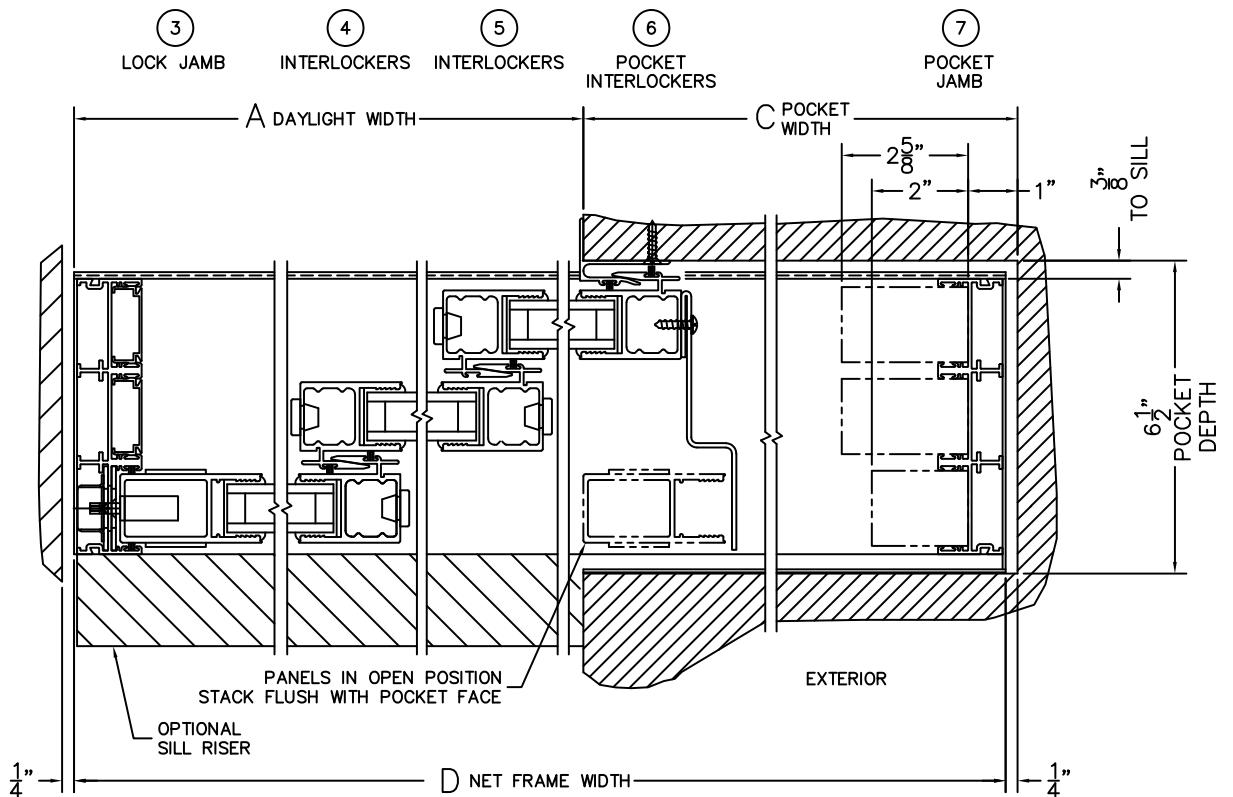 3
LOCK JAMB
4
INTERLOCKERS
5
INTERLOCKERS
6
POCKET
INTERLOCKERS
7
POCKET
JAMB
A DAYLIGHT WIDTH
C POCKET
WIDTH
2 5/8"
2"
1"
3/8"
TO SILL
6 1/2"
POCKET
DEPTH
PANELS IN OPEN POSITION
STACK FLUSH WITH POCKET FACE
EXTERIOR
OPTIONAL
SILL RISER
1/4"
D NET FRAME WIDTH
1/4"